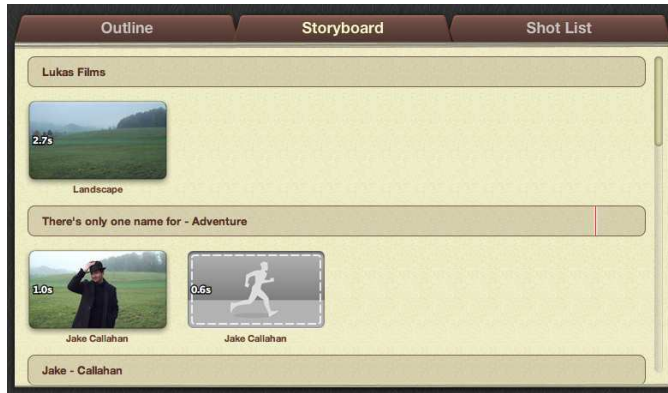 Outline
Storyboard
Shot List
Lukas Films
2.7s
Landscape
There's only one name for - Adventure
1.0s
0.6s
Jake Callahan
Jake Callahan
Jake - Callahan